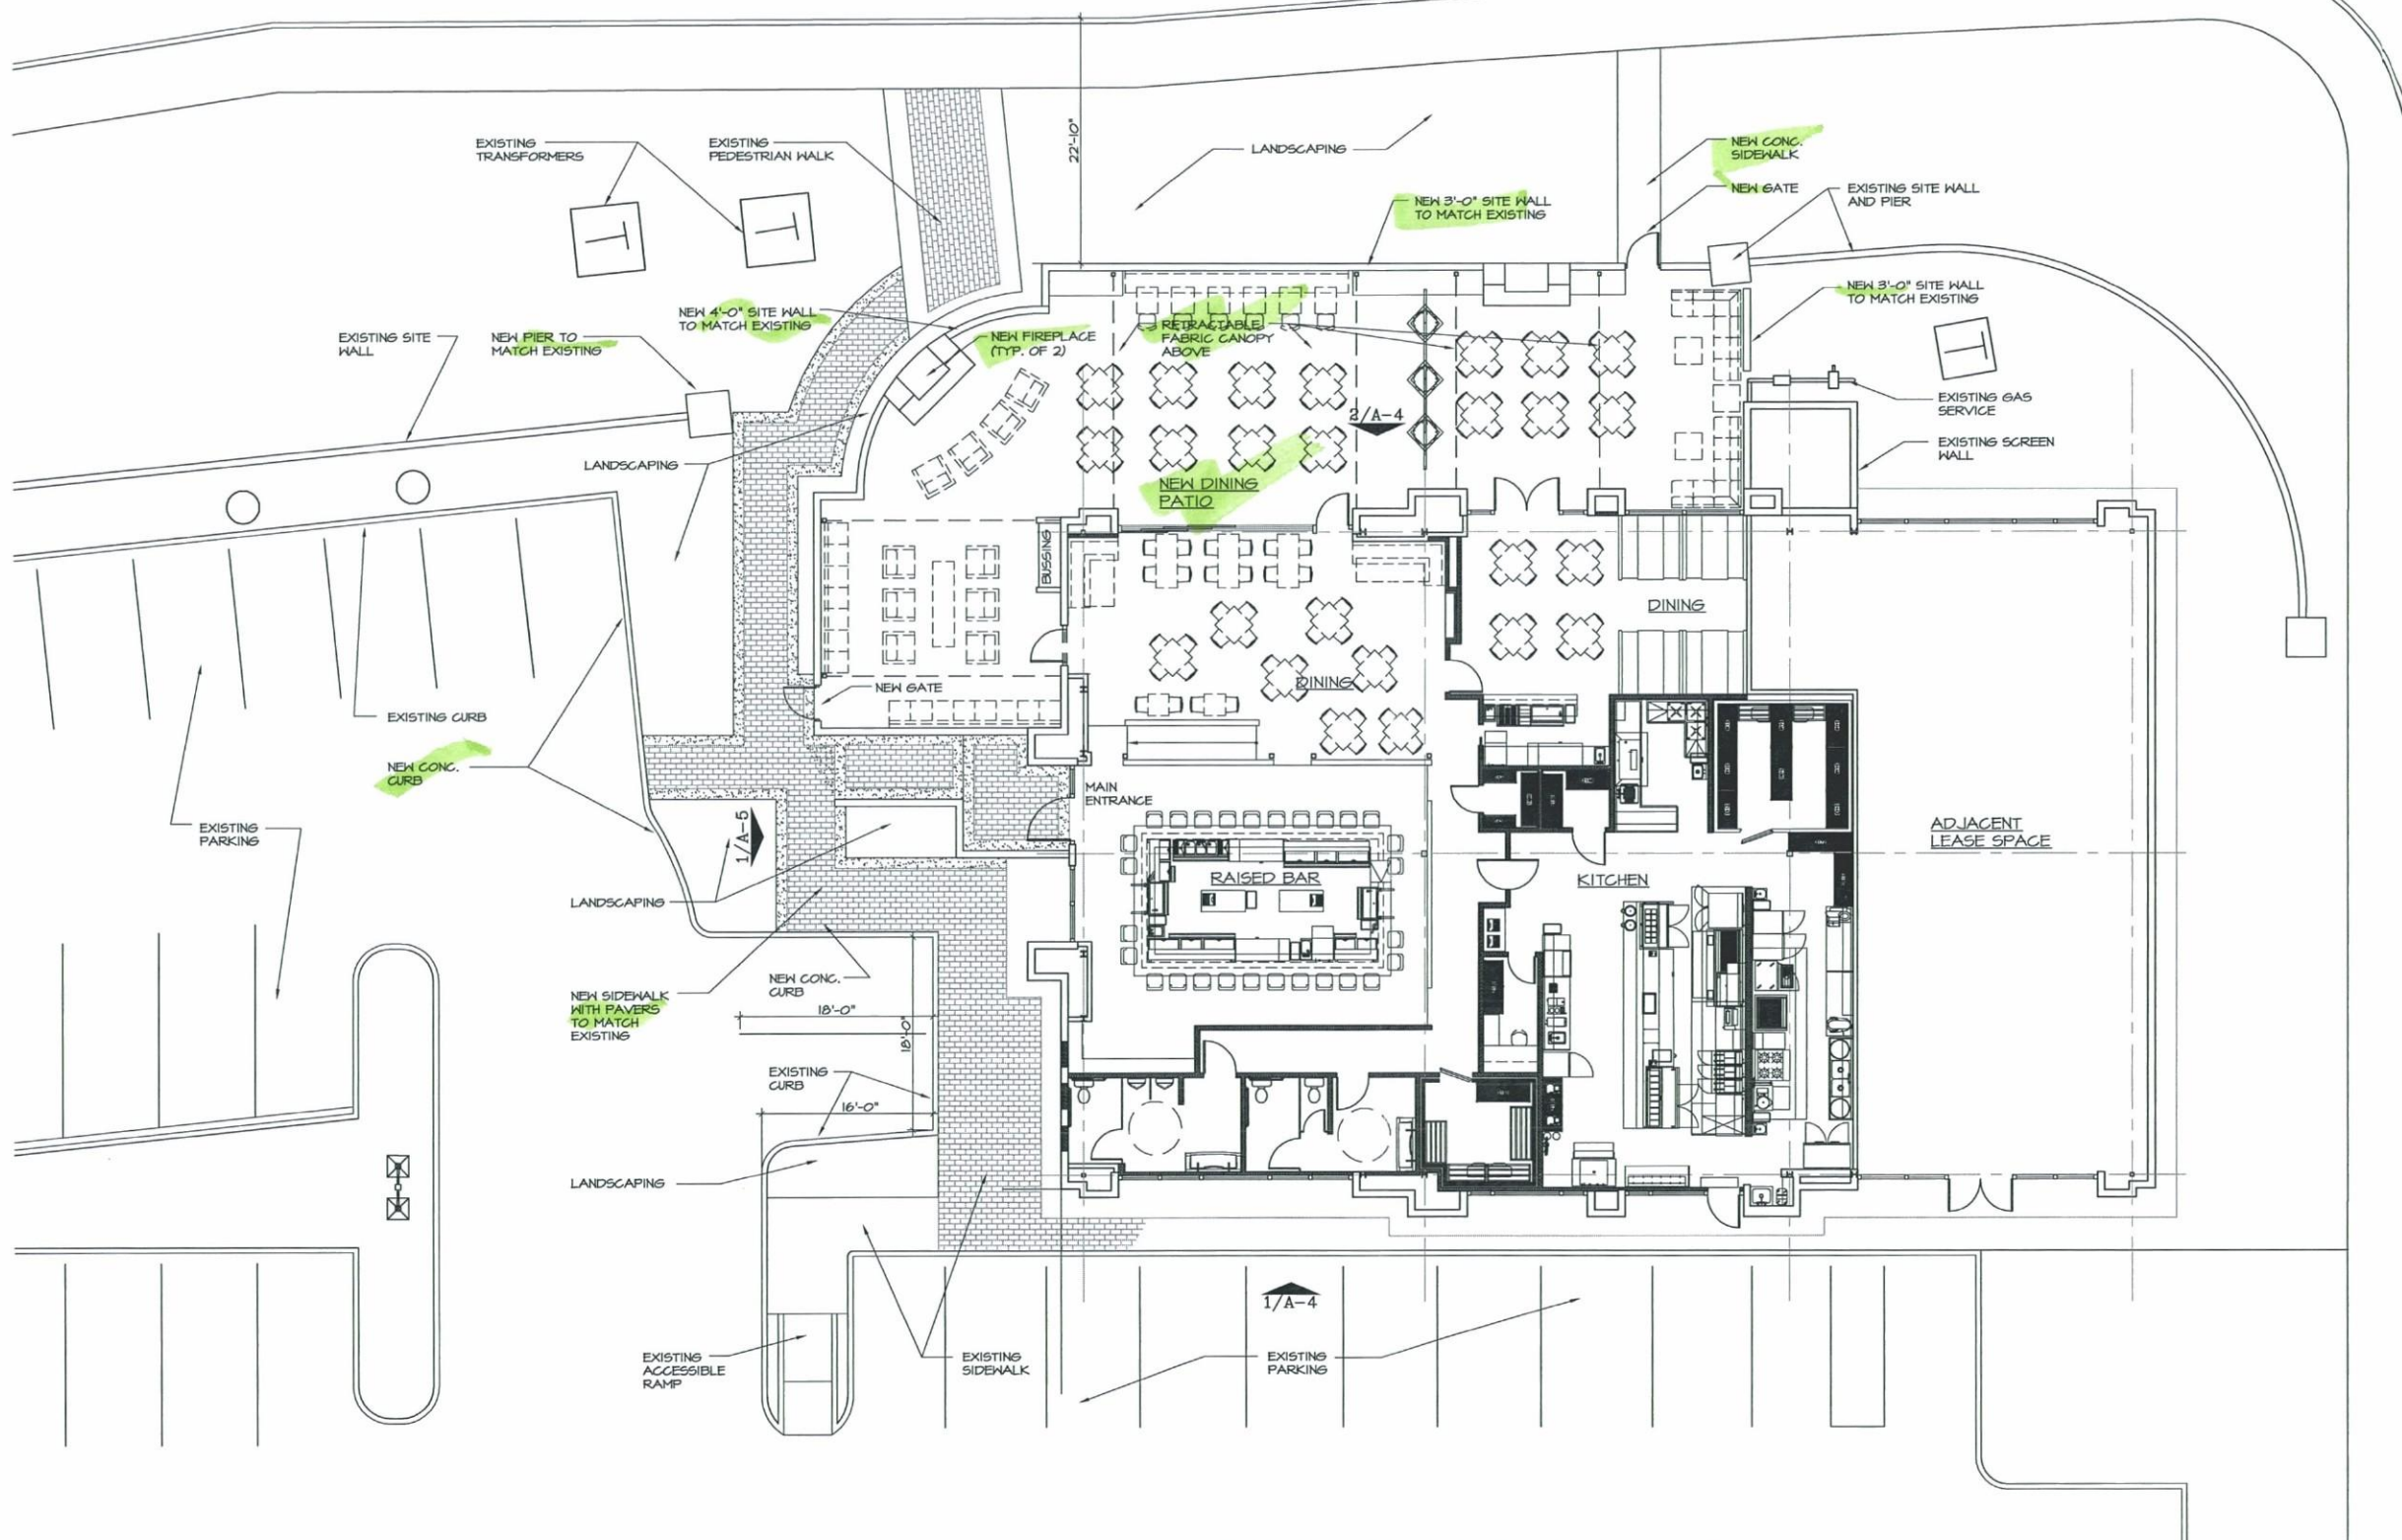 22'-10"
EXISTING
TRANSFORMERS
EXISTING
PEDESTRIAN WALK
LANDSCAPING
NEW CONC.
SIDEWALK
NEW GATE
EXISTING SITE WALL
AND PIER
NEW 3'-0" SITE WALL
TO MATCH EXISTING
NEW 3'-0" SITE WALL
TO MATCH EXISTING
NEW 4'-0" SITE WALL
TO MATCH EXISTING
EXISTING SITE
WALL
NEW PIER TO
MATCH EXISTING
NEW FIREPLACE
(TYP. OF 2)
RETRACTABLE
FABRIC CANOPY
ABOVE
EXISTING GAS
SERVICE
2/A-4
EXISTING SCREEN
WALL
LANDSCAPING
NEW DINING
PATIO
BUSSING
DINING
DINING
NEW GATE
EXISTING CURB
NEW CONC.
CURB
MAIN
ENTRANCE
EXISTING
PARKING
1/A-5
ADJACENT
LEASE SPACE
RAISED BAR
KITCHEN
LANDSCAPING
NEW CONC.
CURB
NEW SIDEWALK
WITH PAVERS
TO MATCH
EXISTING
18'-0"
18'-0"
EXISTING
CURB
16'-0"
LANDSCAPING
1/A-4
EXISTING
ACCESSIBLE
RAMP
EXISTING
SIDEWALK
EXISTING
PARKING